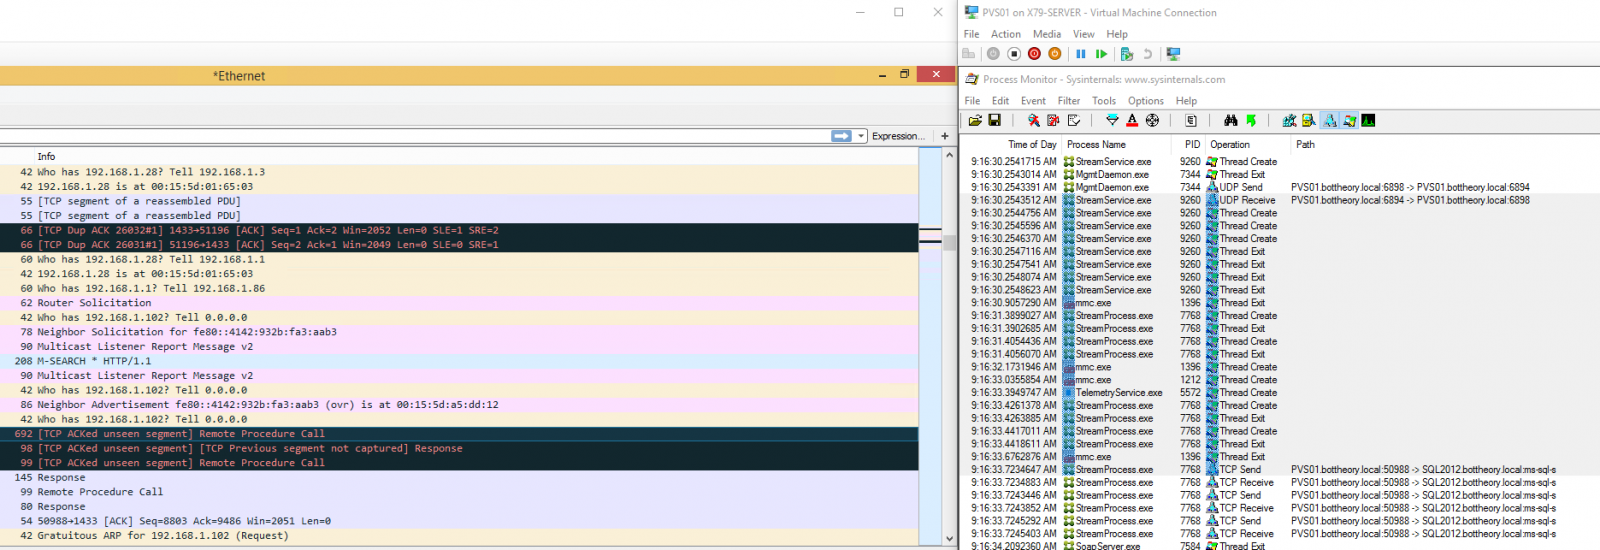 *Ethernet
Expression... +
Info
42 Who has 192.168.1.28? Tell 192.168.1.3
42 192.168.1.28 is at 00:15:5d:01:65:03
55 [TCP segment of a reassembled PDU]
55 [TCP segment of a reassembled PDU]
66 [TCP Dup ACK 26032#1] 1433→51196 [ACK] Seq=1 Ack=2 Win=2052 Len=0 SLE=1 SRE=2
66 [TCP Dup ACK 26031#1] 51196→1433 [ACK] Seq=2 Ack=1 Win=2049 Len=0 SLE=0 SRE=1
60 Who has 192.168.1.28? Tell 192.168.1.1
42 192.168.1.28 is at 00:15:5d:01:65:03
60 Who has 192.168.1.1? Tell 192.168.1.86
62 Router Solicitation
42 Who has 192.168.1.102? Tell 0.0.0.0
78 Neighbor Solicitation for fe80::4142:932b:fa3:aab3
90 Multicast Listener Report Message v2
208 M-SEARCH * HTTP/1.1
90 Multicast Listener Report Message v2
42 Who has 192.168.1.102? Tell 0.0.0.0
86 Neighbor Advertisement fe80::4142:932b:fa3:aab3 (ovr) is at 00:15:5d:a5:dd:12
42 Who has 192.168.1.102? Tell 0.0.0.0
692 [TCP ACKed unseen segment] Remote Procedure Call
98 [TCP ACKed unseen segment] [TCP Previous segment not captured] Response
99 [TCP ACKed unseen segment] Remote Procedure Call
145 Response
99 Remote Procedure Call
80 Response
54 50988→1433 [ACK] Seq=8803 Ack=9486 Win=2051 Len=0
42 Gratuitous ARP for 192.168.1.102 (Request)
PVS01 on X79-SERVER - Virtual Machine Connection
File Action Media View Help
Process Monitor - Sysinternals: www.sysinternals.com
File Edit Event Filter Tools Options Help
Time of Day Process Name PID Operation Path
9:16:30.2541715 AM StreamService.exe 9260 Thread Create
9:16:30.2543014 AM MgmtDaemon.exe 7344 Thread Exit
9:16:30.2543391 AM MgmtDaemon.exe 7344 UDP Send PVS01.bottheory.local:6898 -> PVS01.bottheory.local:6894
9:16:30.2543512 AM StreamService.exe 9260 UDP Receive PVS01.bottheory.local:6894 -> PVS01.bottheory.local:6898
9:16:30.2544756 AM StreamService.exe 9260 Thread Create
9:16:30.2545596 AM StreamService.exe 9260 Thread Create
9:16:30.2546370 AM StreamService.exe 9260 Thread Create
9:16:30.2547116 AM StreamService.exe 9260 Thread Exit
9:16:30.2547541 AM StreamService.exe 9260 Thread Exit
9:16:30.2548074 AM StreamService.exe 9260 Thread Exit
9:16:30.2548623 AM StreamService.exe 9260 Thread Exit
9:16:30.9057290 AM mmc.exe 1396 Thread Exit
9:16:31.3899027 AM StreamProcess.exe 7768 Thread Create
9:16:31.3902685 AM StreamProcess.exe 7768 Thread Exit
9:16:31.4054436 AM StreamProcess.exe 7768 Thread Create
9:16:31.4056070 AM StreamProcess.exe 7768 Thread Exit
9:16:32.1731946 AM mmc.exe 1396 Thread Create
9:16:33.0355854 AM mmc.exe 1212 Thread Create
9:16:33.3949747 AM TelemetryService.exe 5572 Thread Create
9:16:33.4261378 AM StreamProcess.exe 7768 Thread Create
9:16:33.4263885 AM StreamProcess.exe 7768 Thread Exit
9:16:33.4417011 AM StreamProcess.exe 7768 Thread Create
9:16:33.4418611 AM StreamProcess.exe 7768 Thread Exit
9:16:33.6762876 AM mmc.exe 1396 Thread Exit
9:16:33.7234647 AM StreamProcess.exe 7768 TCP Send PVS01.bottheory.local:50988 -> SQL2012.bottheory.local:ms-sql-s
9:16:33.7234883 AM StreamProcess.exe 7768 TCP Receive PVS01.bottheory.local:50988 -> SQL2012.bottheory.local:ms-sql-s
9:16:33.7243446 AM StreamProcess.exe 7768 TCP Send PVS01.bottheory.local:50988 -> SQL2012.bottheory.local:ms-sql-s
9:16:33.7243852 AM StreamProcess.exe 7768 TCP Receive PVS01.bottheory.local:50988 -> SQL2012.bottheory.local:ms-sql-s
9:16:33.7245292 AM StreamProcess.exe 7768 TCP Send PVS01.bottheory.local:50988 -> SQL2012.bottheory.local:ms-sql-s
9:16:33.7245403 AM StreamProcess.exe 7768 TCP Receive PVS01.bottheory.local:50988 -> SQL2012.bottheory.local:ms-sql-s
9:16:34.2092360 AM SoapServer.exe 7584 Thread Exit